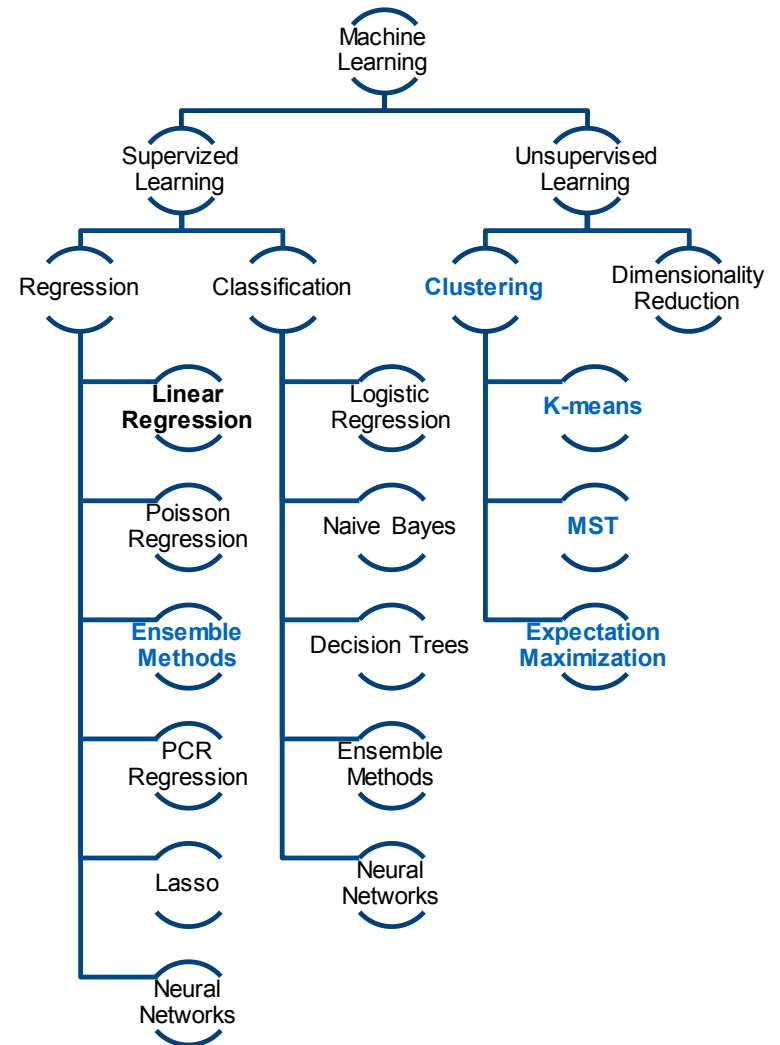 Machine
Learning
Supervized
Learning
Unsupervised
Learning
Regression
Classification
Clustering
Dimensionality
Reduction
Linear
Regression
Logistic
Regression
K-means
Poisson
Regression
Naive Bayes
MST
Ensemble
Methods
Decision Trees
Expectation
Maximization
PCR
Regression
Ensemble
Methods
Lasso
Neural
Networks
Neural
Networks